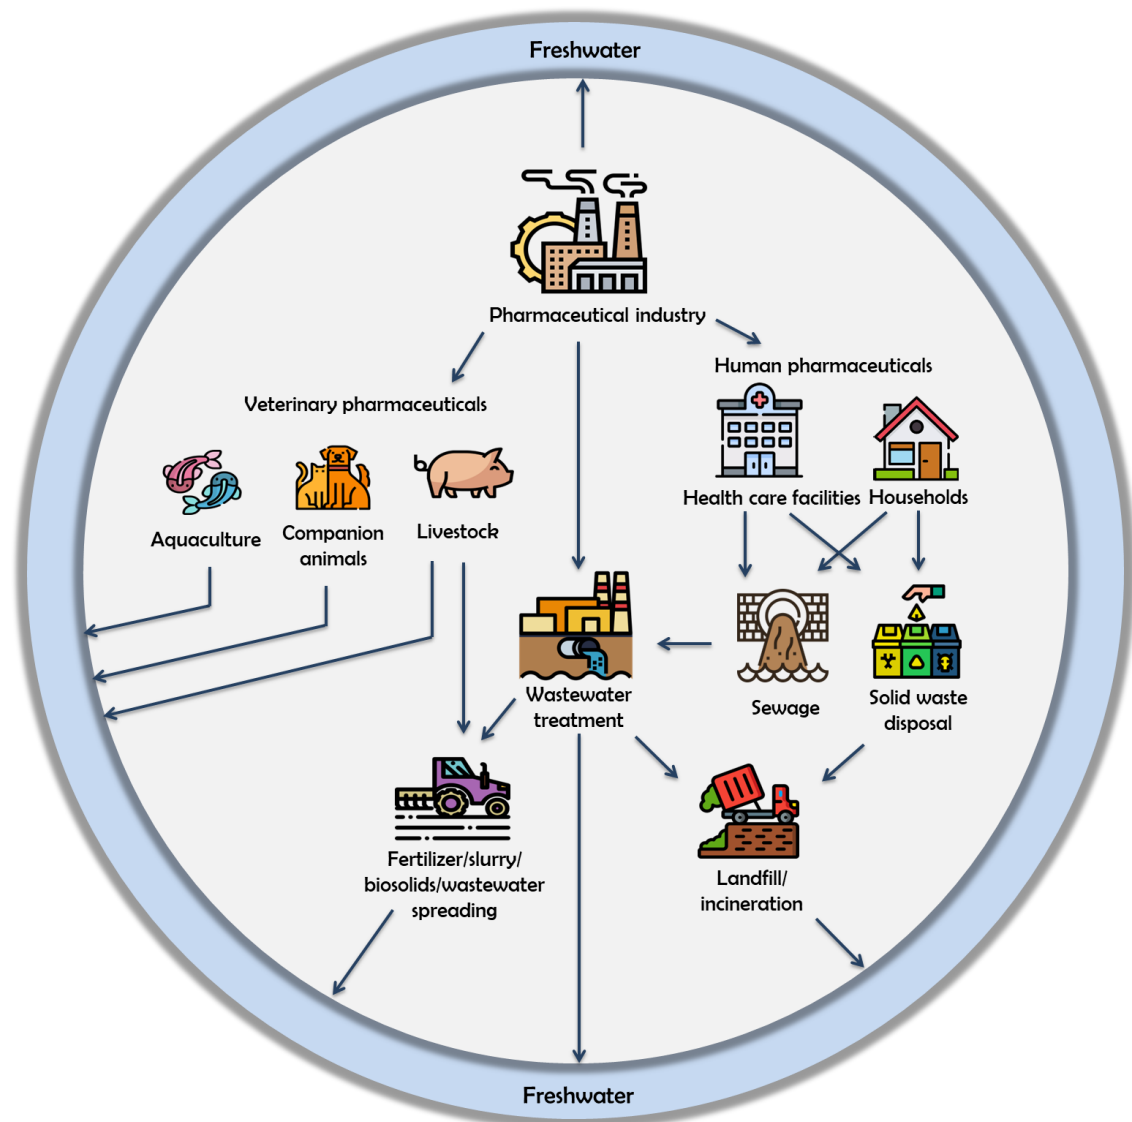 Freshwater
Pharmaceutical industry
Human pharmaceuticals
Veterinary pharmaceuticals
Health care facilities
Households
Aquaculture
Companion
animals
Livestock
Wastewater
treatment
Sewage
Solid waste
disposal
Fertilizer/slurry/
biosolids/wastewater
spreading
Landfill/
incineration
Freshwater